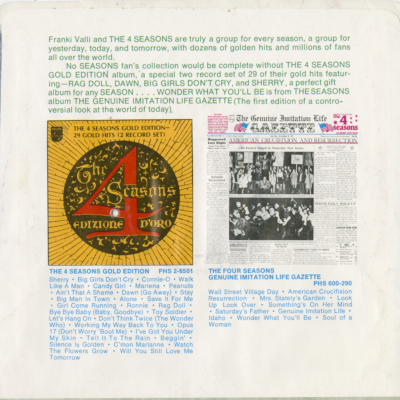 Franki Valli and THE 4 SEASONS are truly a group for every season, a group for
yesterday, today, and tomorrow, with dozens of golden hits and millions of fans
all over the world.
No SEASONS fan's collection would be complete without THE 4 SEASONS
GOLD EDITION album, a special two record set of 29 of their gold hits featur-
ing—RAG DOLL, DAWN, BIG GIRLS DON'T CRY, and SHERRY, a perfect gift
album for any SEASON . . . . WONDER WHAT YOU'LL BE is from THE SEASONS
album THE GENUINE IMITATION LIFE GAZETTE (The first edition of a contro-
versial look at the world of today).
THE 4 SEASONS GOLD EDITION—
29 GOLD HITS (2 RECORD SET)
The
4
Seasons
EDIZIONE D'ORO
The Genuine Imitation Life
GAZETTE
the 4 seasons
AMERICAN CRUCIFIXION AND RESURRECTION
THE 4 SEASONS GOLD EDITION PHS 2-6501
Sherry • Big Girls Don't Cry • Connie-O • Walk
Like A Man • Candy Girl • Marlena • Peanuts
• Ain't That A Shame • Dawn (Go Away) • Stay
• Big Man In Town • Alone • Save It For Me
• Girl Come Running • Ronnie • Rag Doll •
Bye Bye Baby (Baby, Goodbye) • Toy Soldier •
Let's Hang On • Don't Think Twice (The Wonder
Who) • Working My Way Back To You • Opus
17 (Don't Worry 'Bout Me) • I've Got You Under
My Skin • Tell It To The Rain • Beggin' •
Silence Is Golden • C'mon Marianne • Watch
The Flowers Grow • Will You Still Love Me
Tomorrow
THE FOUR SEASONS
GENUINE IMITATION LIFE GAZETTE
PHS 600-290
Wall Street Village Day • American Crucifixion
Resurrection • Mrs. Stately's Garden • Look
Up Look Over • Something's On Her Mind
• Saturday's Father • Genuine Imitation Life •
Idaho • Wonder What You'll Be • Soul of a
Woman